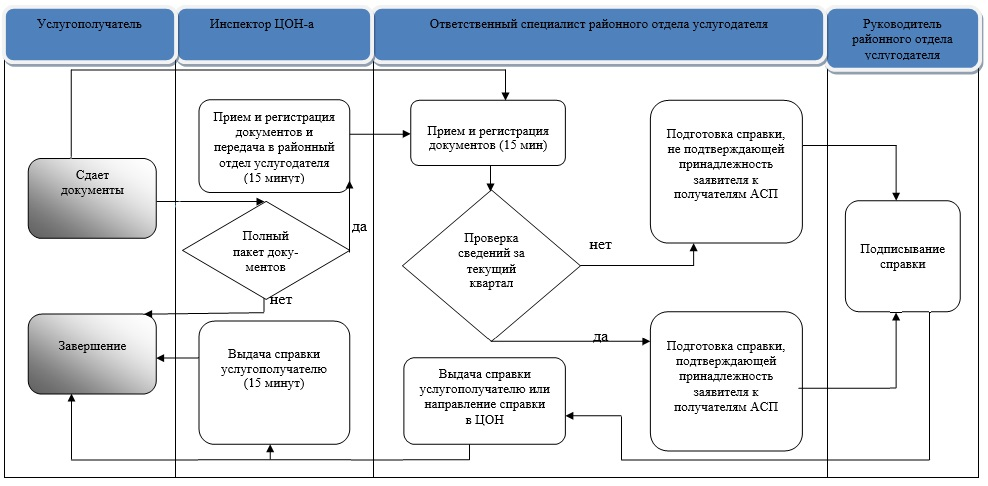 Услугополучатель
Инспектор ЦОН-а
Ответственный специалист районного отдела услугодателя
Руководитель
районного отдела
услугодателя
Сдает
документы
Завершение
Прием и регистрация
документов и
передача в районный
отдел услугодателя
(15 минут)
Полный
пакет доку-
ментов
да
нет
Выдача справки
услугополучателю
(15 минут)
Прием и регистрация
документов (15 мин)
Проверка
сведений за
текущий
квартал
нет
да
Выдача справки
услугополучателю или
направление справки
в ЦОН
Подготовка справки,
не подтверждающей
принадлежность
заявителя к
получателям АСП
Подготовка справки,
подтверждающей
принадлежность
заявителя к
получателям АСП
Подписывание
справки